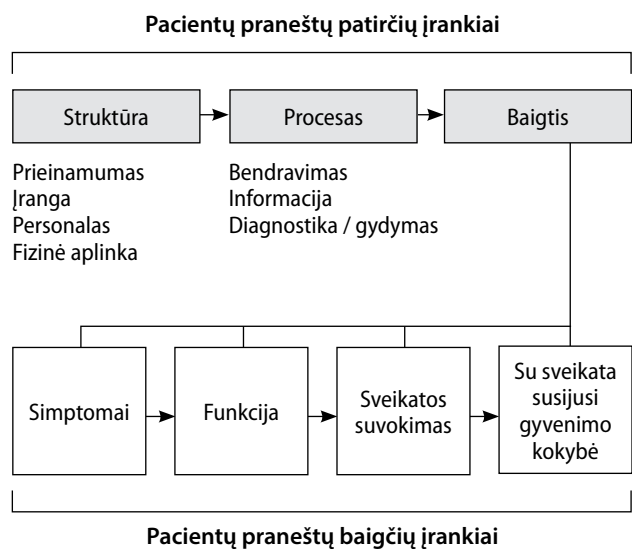 Pacientų praneštų patirčių įrankiai
Struktūra
Procesas
Baigtis
Prieinamumas
Įranga
Personalas
Fizinė aplinka
Bendravimas
Informacija
Diagnostika / gydymas
Simptomai
Funkcija
Sveikatos
suvokimas
Su sveikata
susijusi
gyvenimo
kokybė
Pacientų praneštų baigčių įrankiai